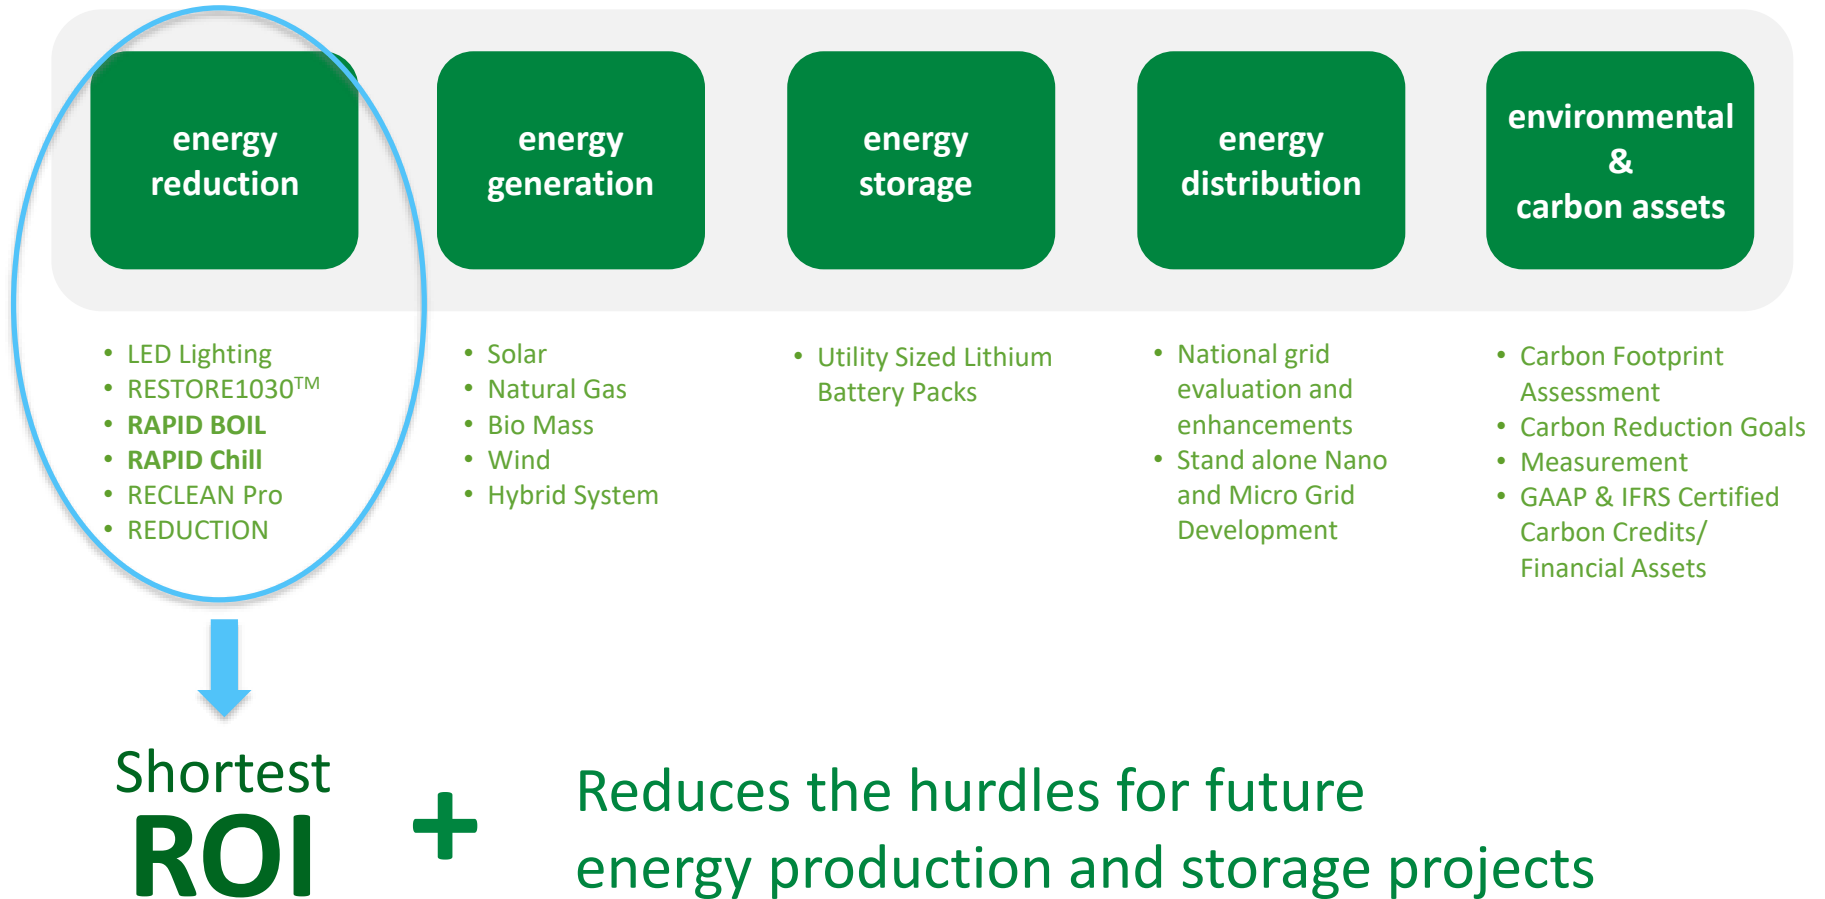 energy
reduction
energy
generation
energy
storage
energy
distribution
environmental
&
carbon assets
• LED Lighting
• RESTORE1030™
• RAPID BOIL
• RAPID Chill
• RECLEAN Pro
• REDUCTION
• Solar
• Natural Gas
• Bio Mass
• Wind
• Hybrid System
• Utility Sized Lithium
Battery Packs
• National grid
evaluation and
enhancements
• Stand alone Nano
and Micro Grid
Development
• Carbon Footprint
Assessment
• Carbon Reduction Goals
• Measurement
• GAAP & IFRS Certified
Carbon Credits/
Financial Assets
Shortest
ROI
+
Reduces the hurdles for future
energy production and storage projects